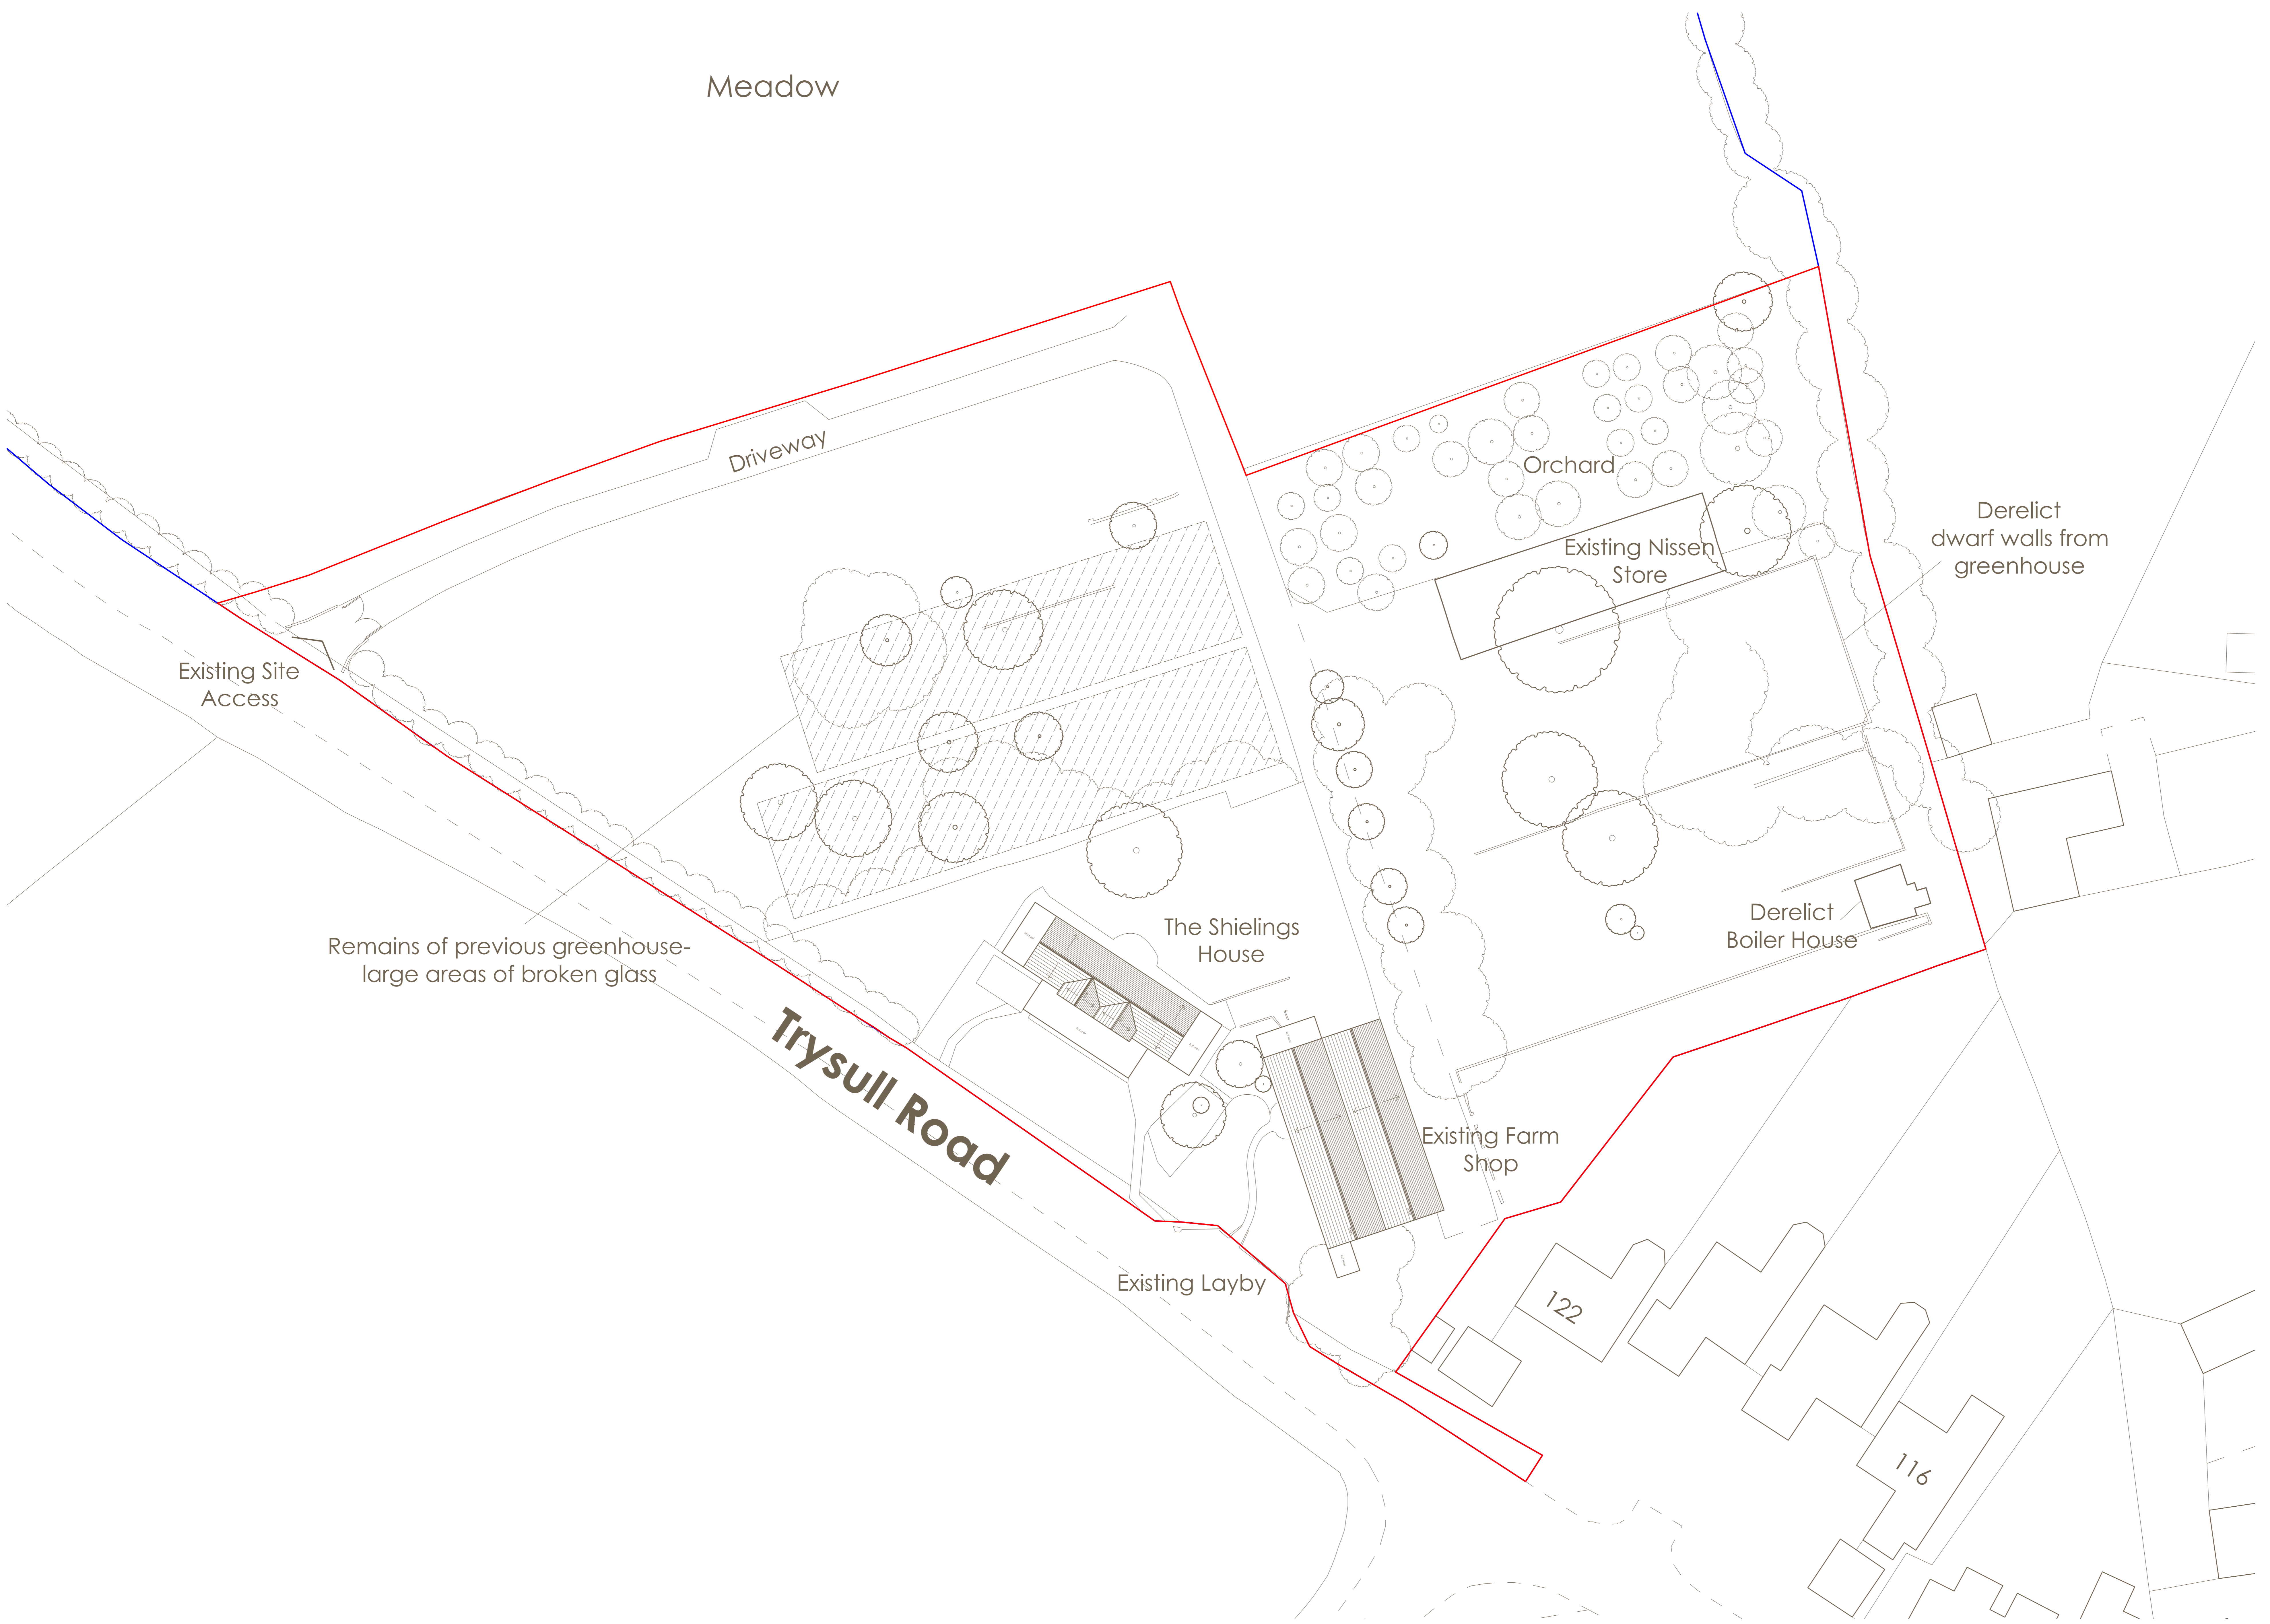 Meadow
Driveway
Orchard
Existing Nissen
Store
Derelict
dwarf walls from
greenhouse
Existing Site
Access
Remains of previous greenhouse-
large areas of broken glass
The Shielings
House
Derelict
Boiler House
Trysull Road
Existing Farm
Shop
Existing Layby
122
116